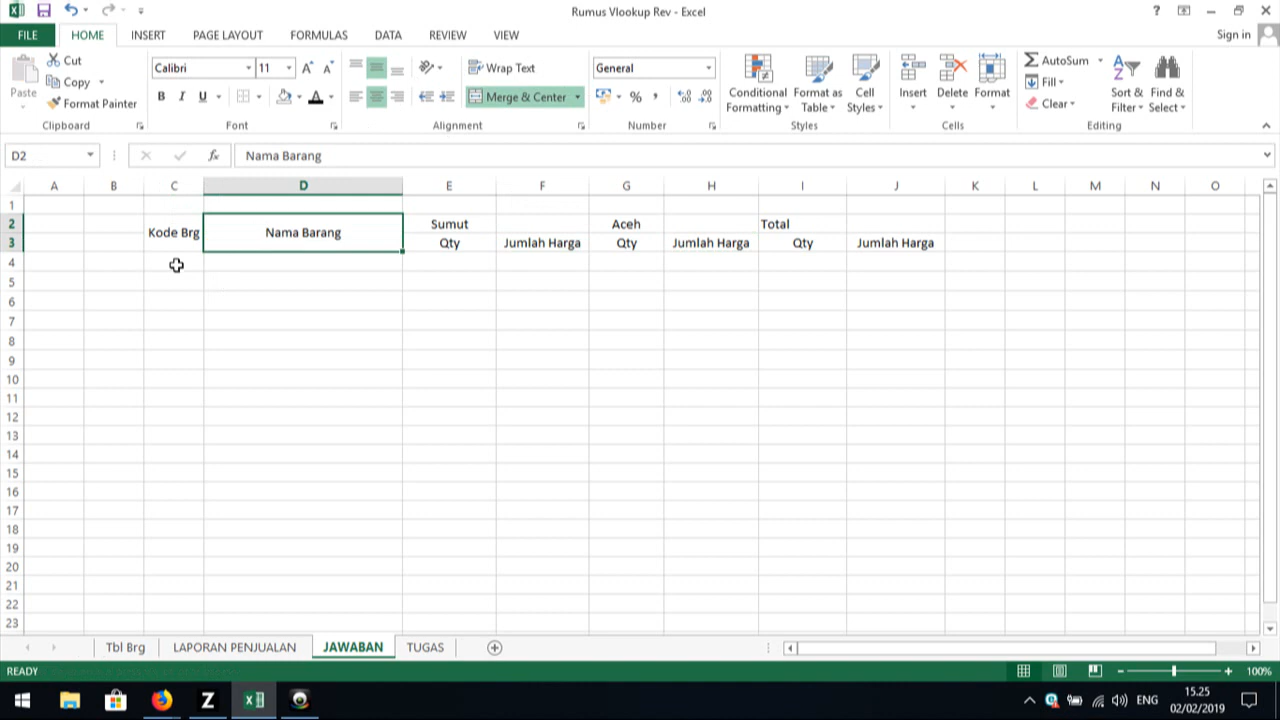 Rumus Vlookup Rev - Excel
Sign in
FILE HOME INSERT PAGE LAYOUT FORMULAS DATA REVIEW VIEW
Paste
Cut
Copy
Format Painter
Clipboard
Calibri 11
B I U
Font
Wrap Text
Merge & Center
Alignment
General
%
Number
Conditional Formatting
Format as Table
Cell Styles
Styles
Insert Delete Format
Cells
AutoSum
Fill
Clear
Sort & Filter
Find & Select
Editing
D2 fx Nama Barang
A B C D E F G H I J K L M N O
1
2
3
4
5
6
7
8
9
10
11
12
13
14
15
16
17
18
19
20
21
22
23
Kode Brg Nama Barang Sumut Aceh Total
Qty Jumlah Harga Qty Jumlah Harga Qty Jumlah Harga
Tbl Brg LAPORAN PENJUALAN JAWABAN TUGAS
READY 100%
Z
ENG
15.25
02/02/2019